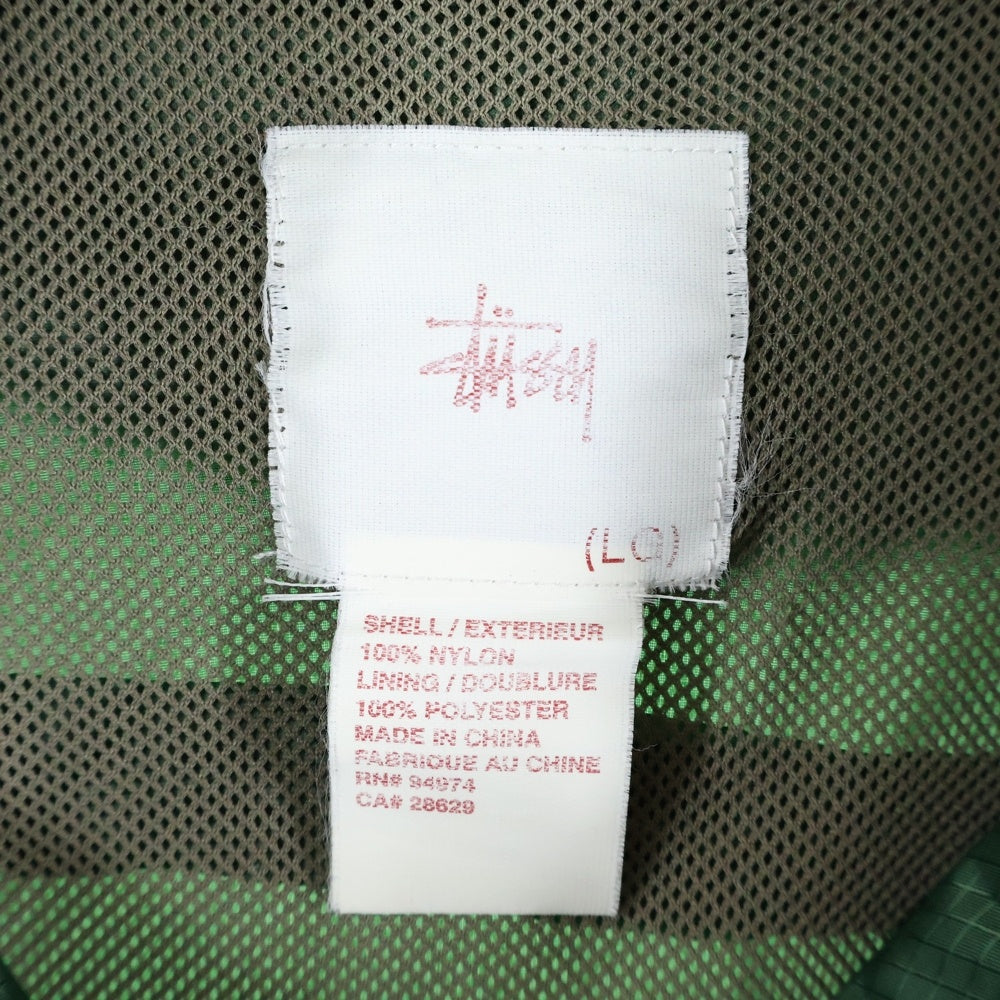 Stüssy
(LG)
SHELL / EXTERIEUR
100% NYLON
LINING / DOUBLURE
100% POLYESTER
MADE IN CHINA
FABRIQUE AU CHINE
RN# 94974
CA# 28629